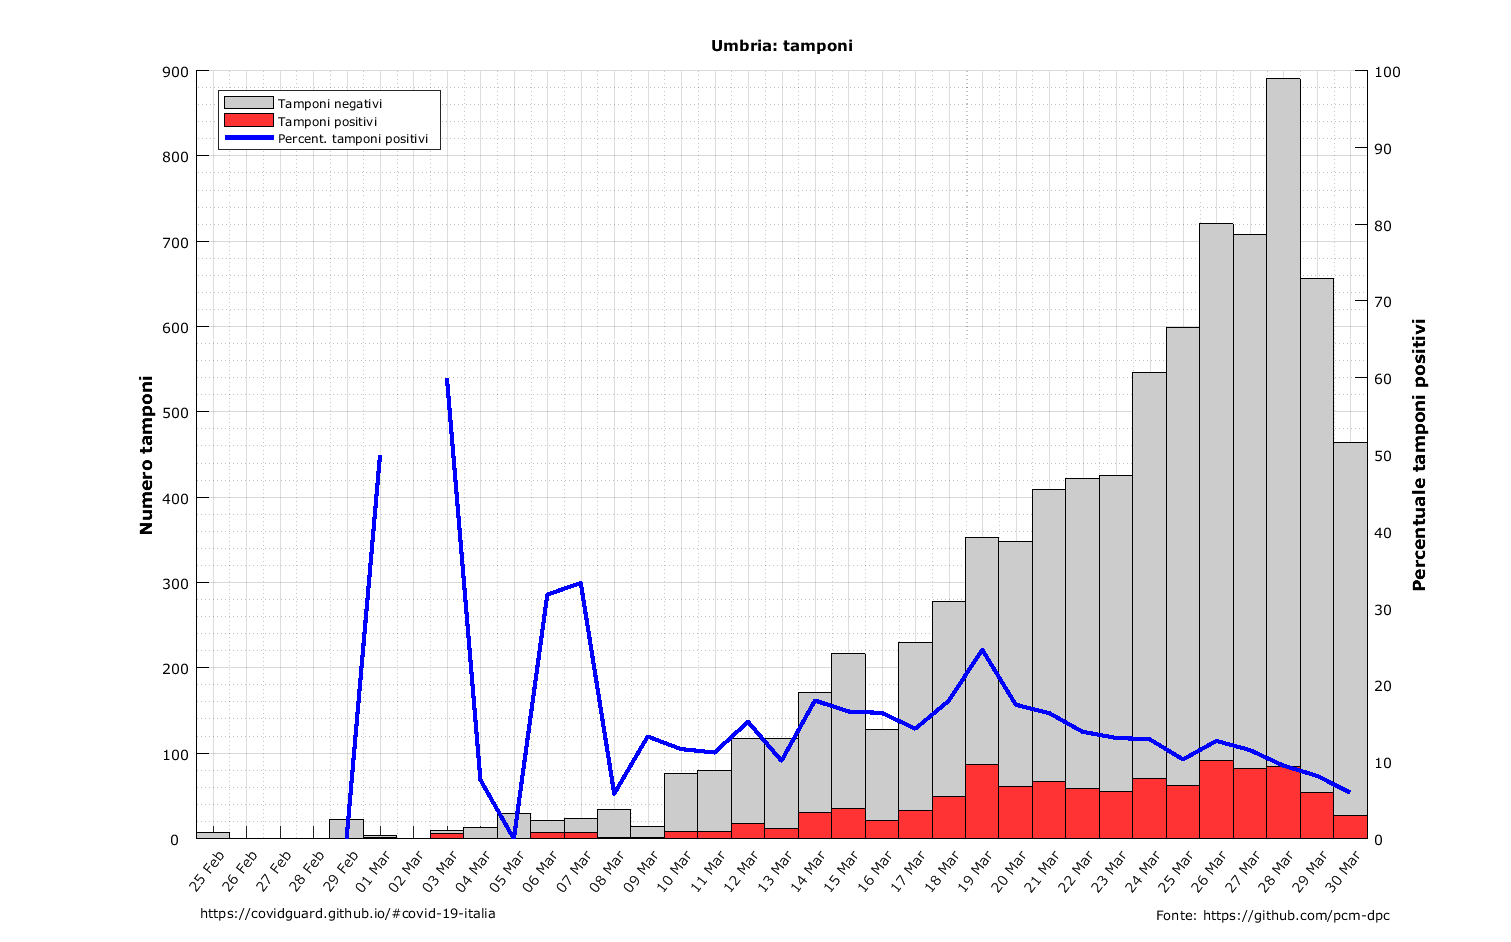 Umbria: tamponi
Tamponi negativi
Tamponi positivi
Percent. tamponi positivi
Numero tamponi
900
800
700
600
500
400
300
200
100
0
Percentuale tamponi positivi
100
90
80
70
60
50
40
30
20
10
0
25 Feb
26 Feb
27 Feb
28 Feb
29 Feb
01 Mar
02 Mar
03 Mar
04 Mar
05 Mar
06 Mar
07 Mar
08 Mar
09 Mar
10 Mar
11 Mar
12 Mar
13 Mar
14 Mar
15 Mar
16 Mar
17 Mar
18 Mar
19 Mar
20 Mar
21 Mar
22 Mar
23 Mar
24 Mar
25 Mar
26 Mar
27 Mar
28 Mar
29 Mar
30 Mar
https://covidguard.github.io/#covid-19-italia
Fonte: https://github.com/pcm-dpc